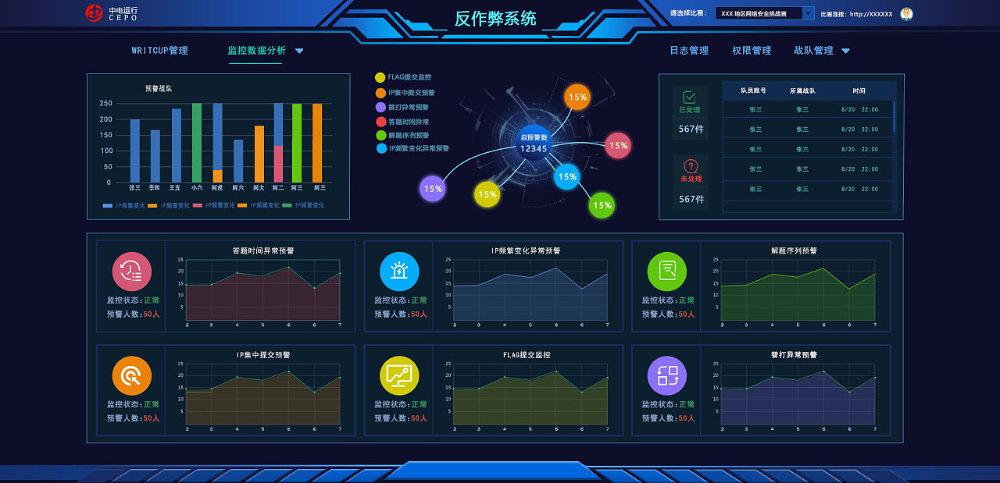 中电运行
CEPO
反作弊系统
请选择比赛：
XXX 地区网络安全挑战赛
比赛连接：http://XXXXXX
WRITCUP管理
监控数据分析
日志管理
权限管理
战队管理
预警战队
250
200
150
100
50
0
张三 李四 王五 小六 阿虎 阿六 阿大 阿二 阿三 阿三
IP频繁变化 IP频繁变化 IP频繁变化 IP频繁变化 IP频繁变化
FLAG提交监控
IP集中提交预警
替打异常预警
答题时间异常
解题序列预警
IP频繁变化异常预警
总预警数
12345
15%
15%
15%
15%
15%
15%
已处理
567件
未处理
567件
队员账号 所属战队 时间
张三 张三 8/20 22:00
张三 张三 8/20 22:00
张三 张三 8/20 22:00
张三 张三 8/20 22:00
张三 张三 8/20 22:00
监控状态:正常
预警人数:50人
答题时间异常预警
25
20
15
10
5
2 3 4 5 6 6 7
监控状态:正常
预警人数:50人
IP频繁变化异常预警
25
20
15
10
5
2 3 4 5 6 6 7
监控状态:正常
预警人数:50人
解题序列预警
25
20
15
10
5
2 3 4 5 6 6 7
监控状态:正常
预警人数:50人
IP集中提交预警
25
20
15
10
5
2 3 4 5 6 6 7
监控状态:正常
预警人数:50人
FLAG提交监控
25
20
15
10
5
2 3 4 5 6 6 7
监控状态:正常
预警人数:50人
替打异常预警
25
20
15
10
5
2 3 4 5 6 6 7